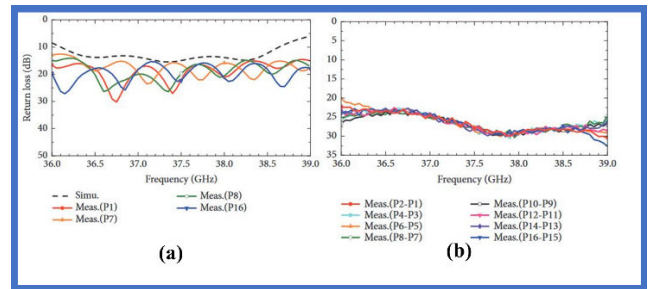 0
10
20
30
40
50
Return loss (dB)
36.0 36.5 37.0 37.5 38.0 38.5 39.0
Frequency (GHz)
Simu.
Meas.(P1)
Meas.(P7)
Meas.(P8)
Meas.(P16)
(a)
0
5
10
15
20
25
30
35
36.0 36.5 37.0 37.5 38.0 38.5 39.0
Frequency (GHz)
Meas.(P2-P1)
Meas.(P4-P3)
Meas.(P6-P5)
Meas.(P8-P7)
Meas.(P10-P9)
Meas.(P12-P11)
Meas.(P14-P13)
Meas.(P16-P15)
(b)